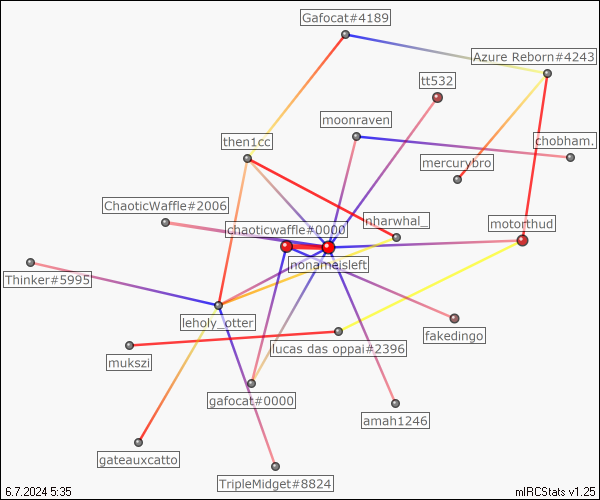 Gafocat#4189
Azure Reborn#4243
tt532
moonraven
then1cc
chobham.
mercurybro
ChaoticWaffle#2006
nharwhal_
motorthud
chaoticwaffle#0000
nonameisleft
Thinker#5995
leholy_otter
fakedingo
lucas das oppai#2396
mukszi
gafocat#0000
amah1246
gateauxcatto
TripleMidget#8824
6.7.2024 5:35
mIRCStats v1.25